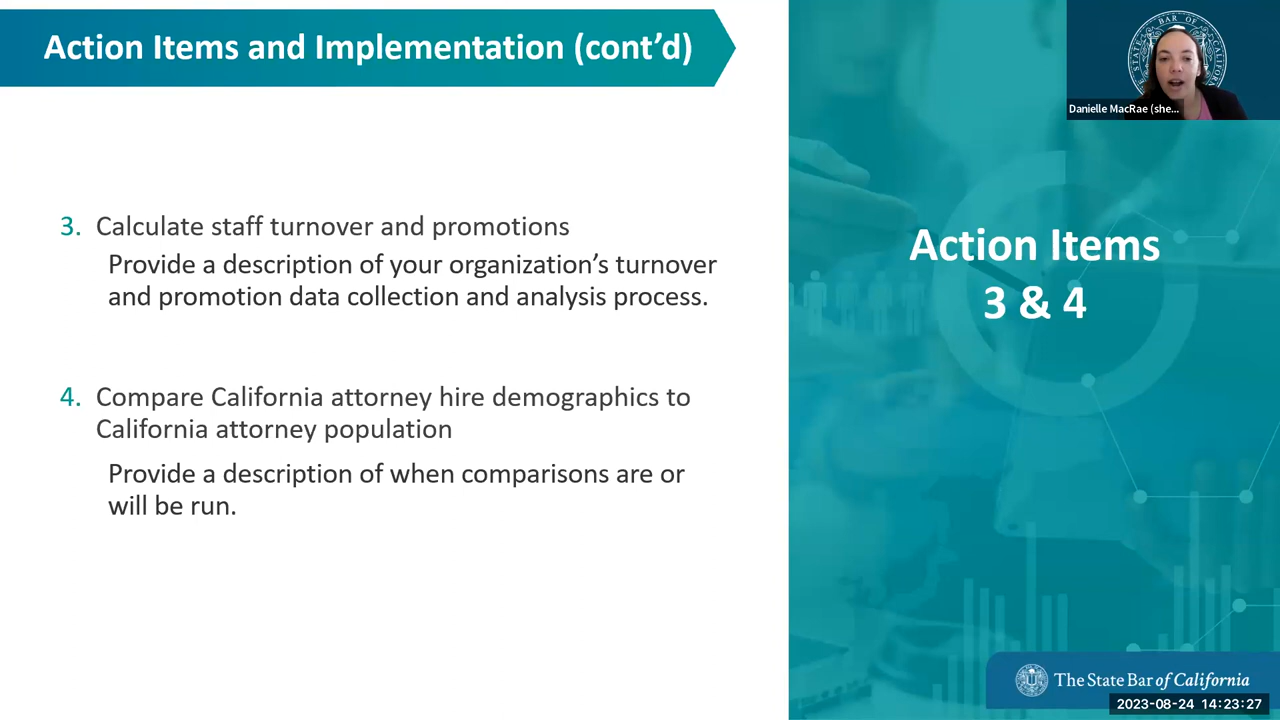 Action Items and Implementation (cont’d)
3. Calculate staff turnover and promotions
Provide a description of your organization’s turnover
and promotion data collection and analysis process.
4. Compare California attorney hire demographics to
California attorney population
Provide a description of when comparisons are or
will be run.
Action Items
3 & 4
Danielle MacRae (she...
The State Bar of California
2023-08-24 14:23:27